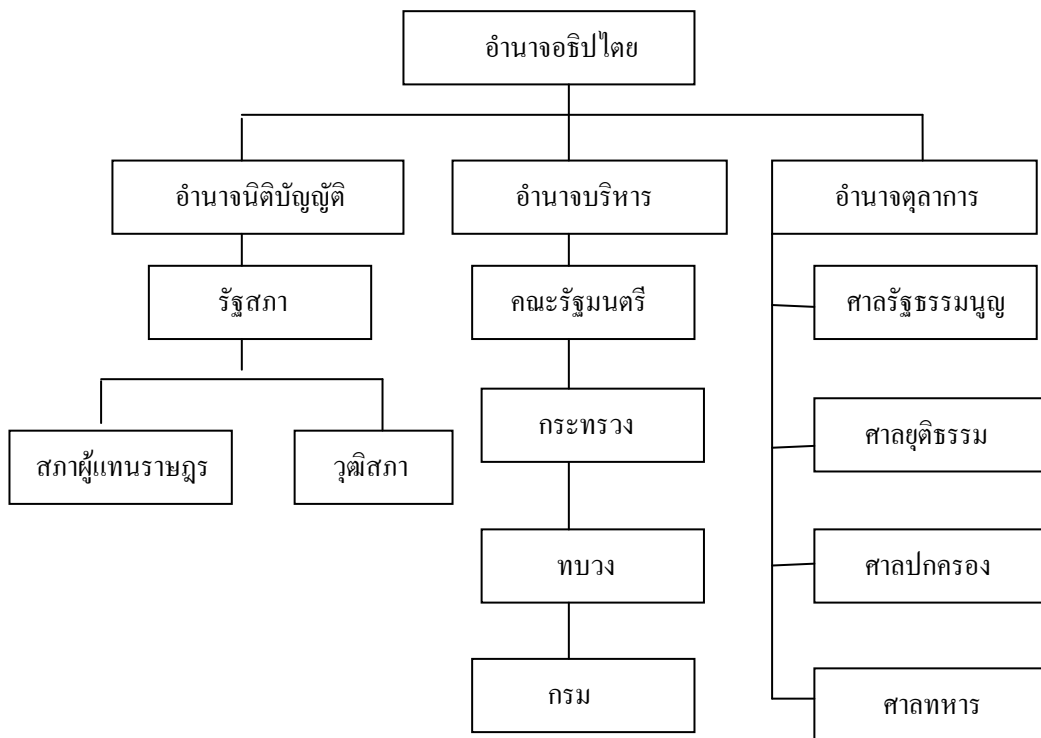 อำนาจอธิปไตย
อำนาจนิติบัญญัติ
อำนาจบริหาร
อำนาจตุลาการ
รัฐสภา
คณะรัฐมนตรี
ศาลรัฐธรรมนูญ
กระทรวง
ศาลยุติธรรม
สภาผู้แทนราษฎร
วุฒิสภา
ทบวง
ศาลปกครอง
กรม
ศาลทหาร